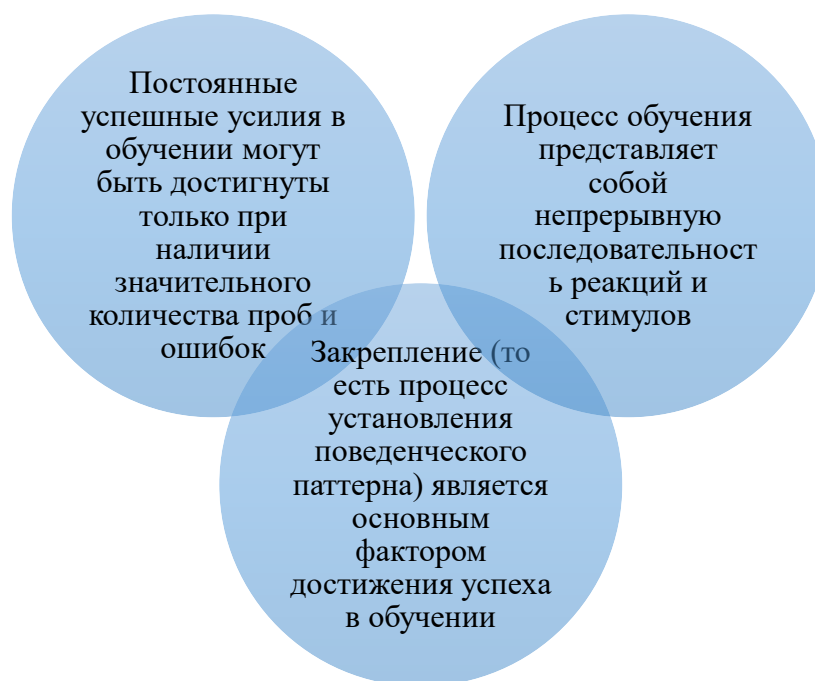 Постоянные
успешные усилия в
обучении могут
быть достигнуты
только при
наличии
значительного
количества проб и
ошибок
Процесс обучения
представляет
собой
непрерывную
последовательност
ь реакций и
стимулов
Закрепление (то
есть процесс
установления
поведенческого
паттерна) является
основным
фактором
достижения успеха
в обучении